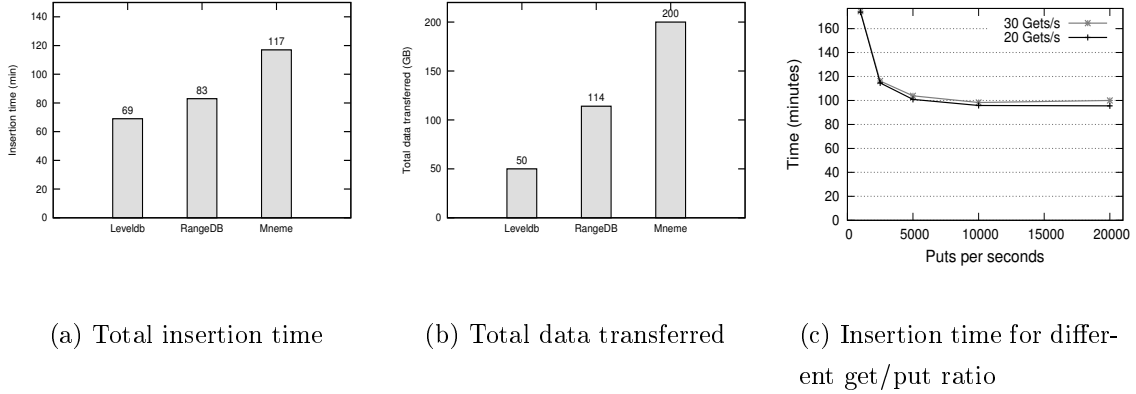 140
120
100
80
60
40
20
0
Insertion time (min)
69
83
117
Leveldb
RangeDB
Mneme
(a) Total insertion time
200
150
100
50
0
Total data transferred (GB)
50
114
200
Leveldb
RangeDB
Mneme
(b) Total data transferred
160
140
120
100
80
60
40
20
0
Time (minutes)
30 Gets/s
20 Gets/s
0 5000 10000 15000 20000
Puts per seconds
(c) Insertion time for differ-
ent get/put ratio